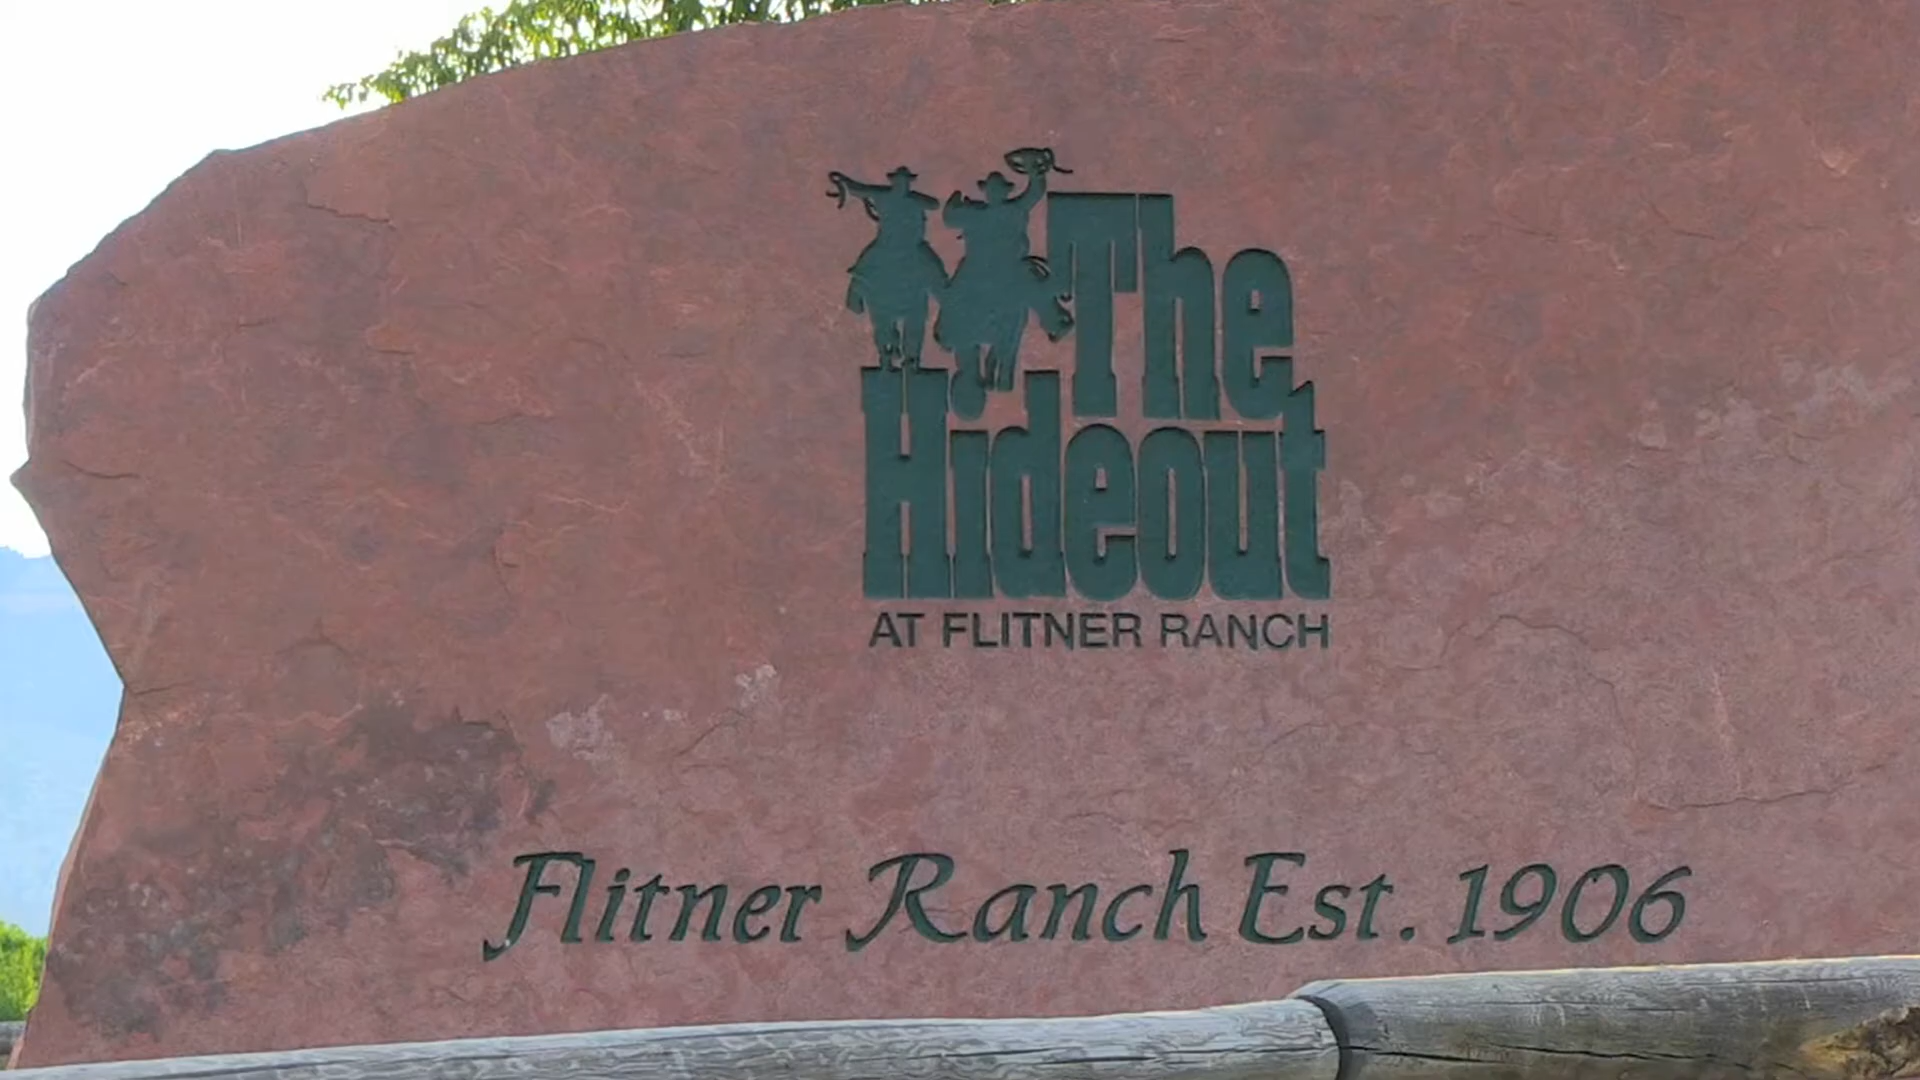 The
Hideout
AT FLITNER RANCH
Flitner Ranch Est. 1906